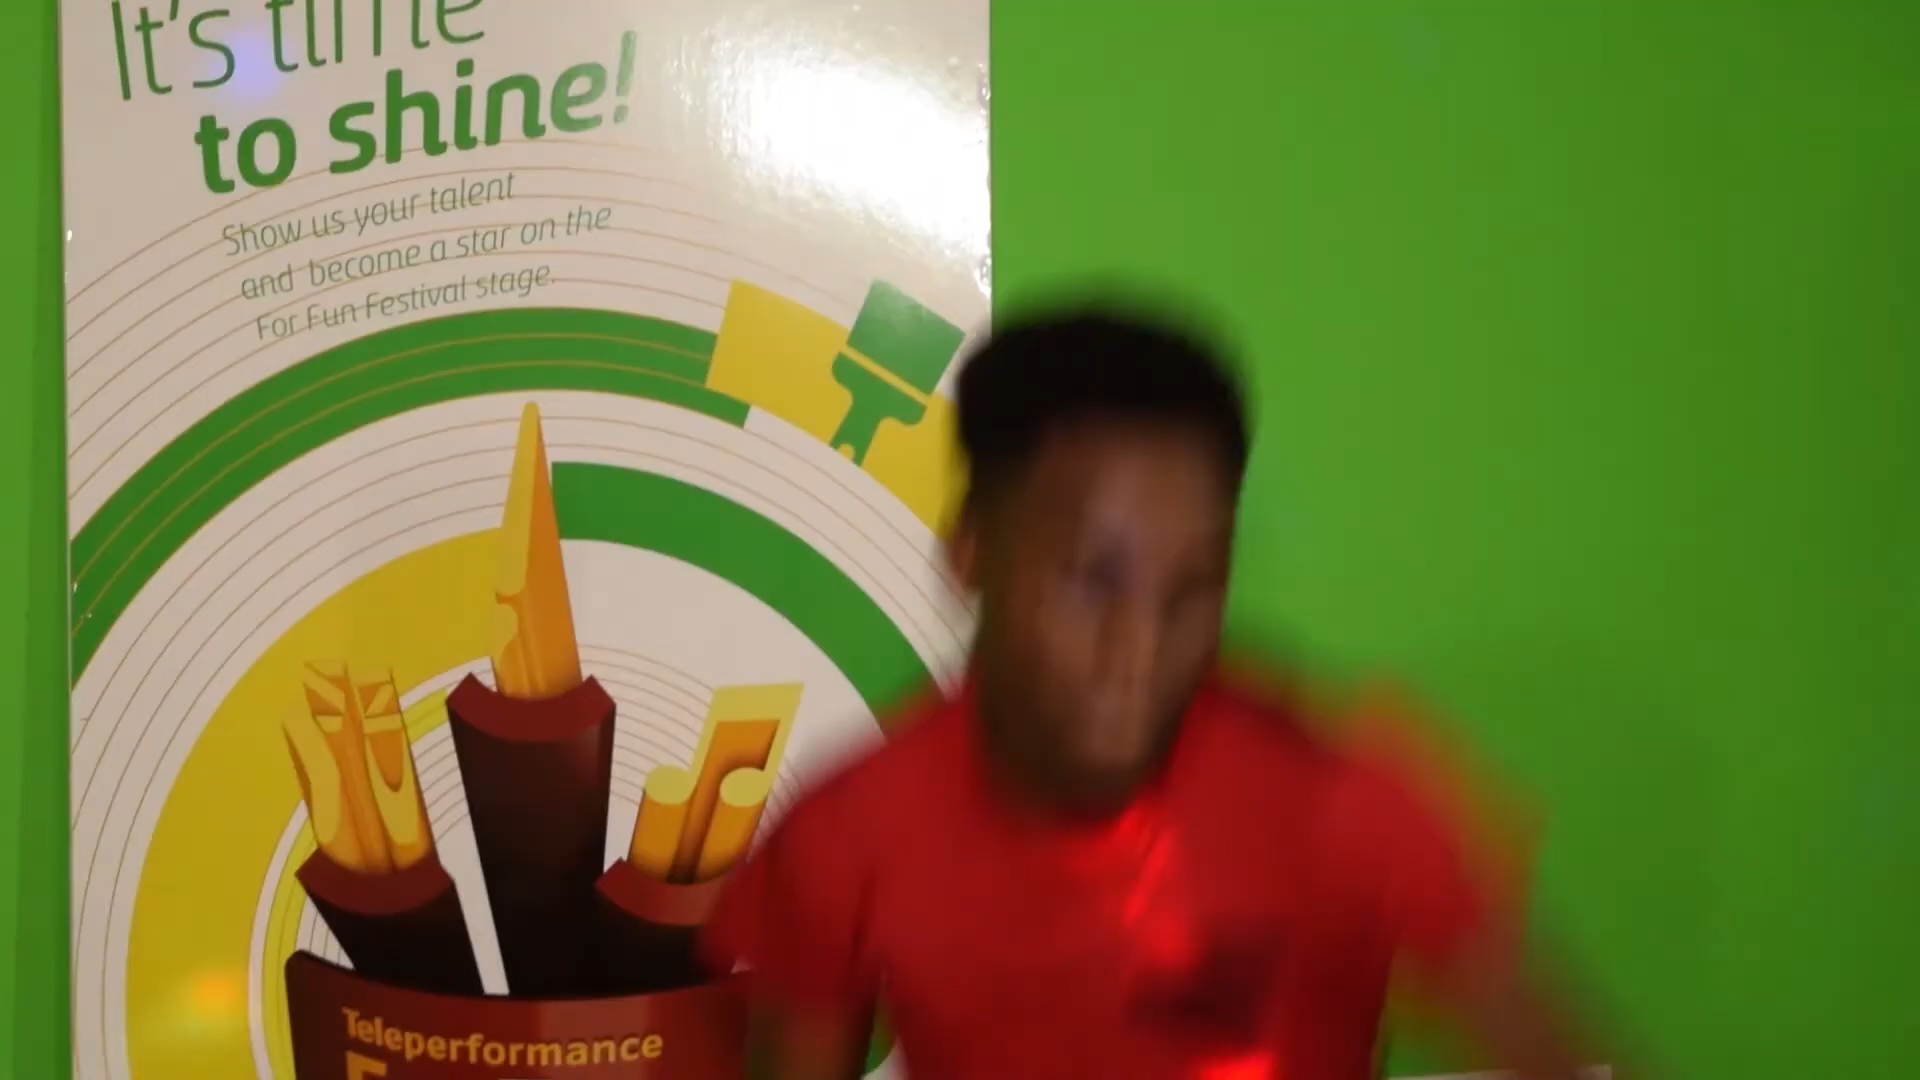 It's time
to shine!
Show us your talent
and become a star on the
For Fun Festival stage.
Teleperformance